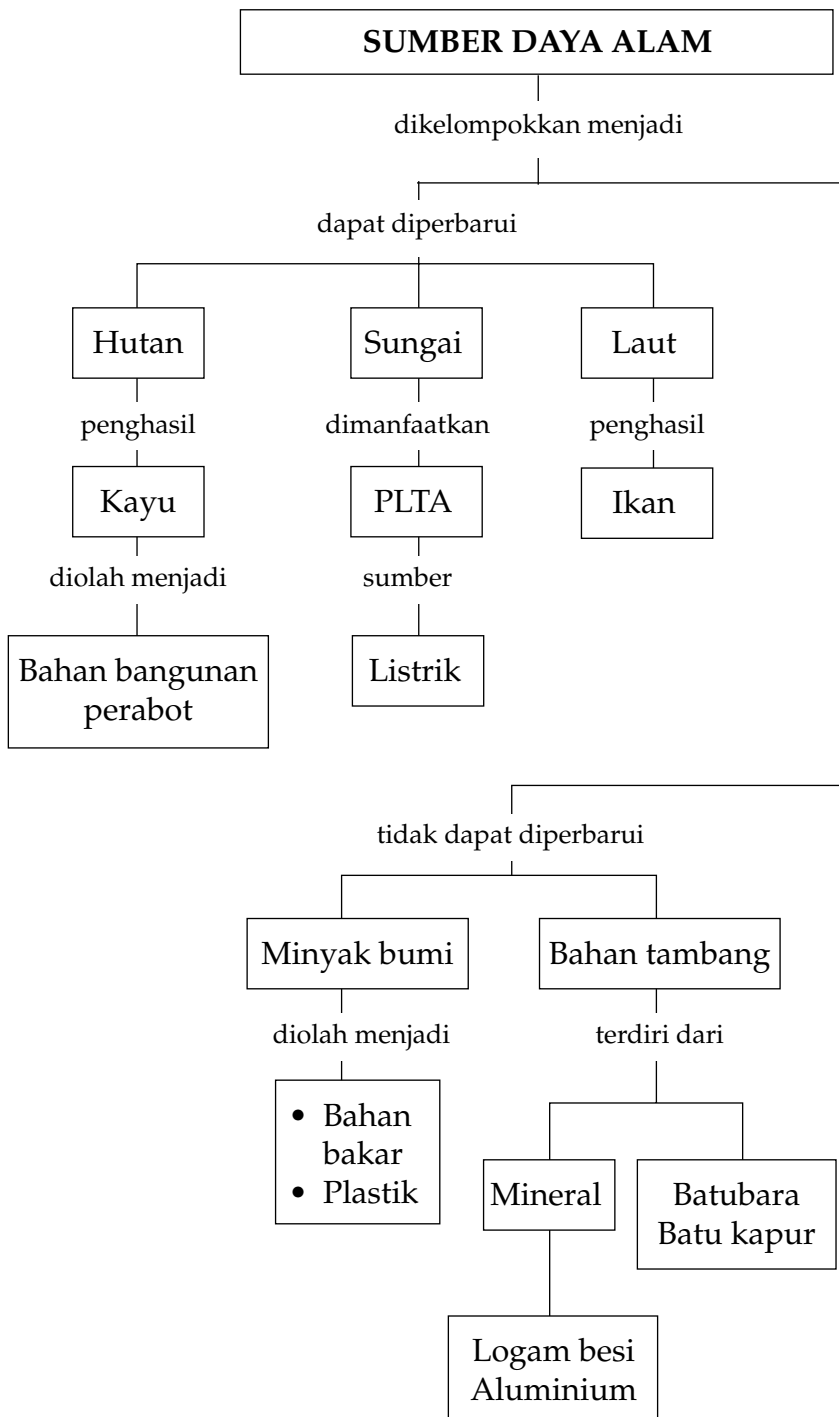 SUMBER DAYA ALAM
dikelompokkan menjadi
dapat diperbarui
Hutan
Sungai
Laut
penghasil
dimanfaatkan
penghasil
Kayu
PLTA
Ikan
diolah menjadi
sumber
Bahan bangunan
perabot
Listrik
tidak dapat diperbarui
Minyak bumi
Bahan tambang
diolah menjadi
terdiri dari
• Bahan
bakar
• Plastik
Mineral
Batubara
Batu kapur
Logam besi
Aluminium